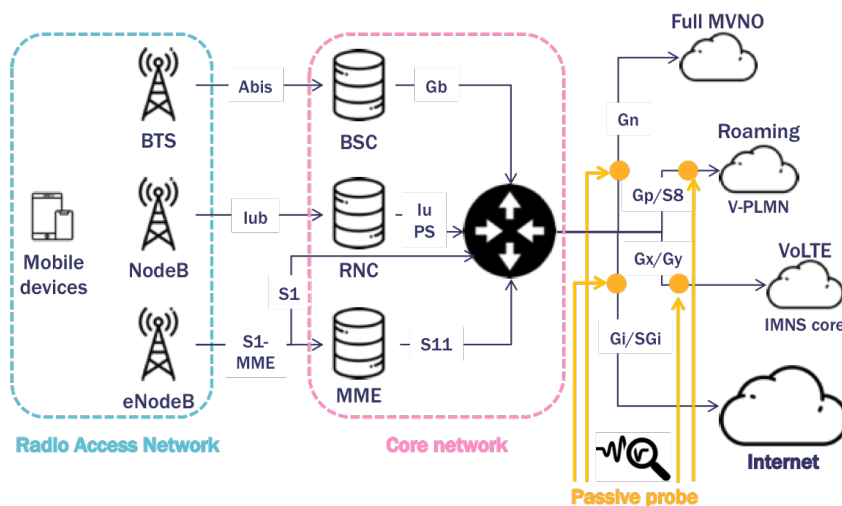 Full MVNO
Abis
Gb
BTS
BSC
Gn
Roaming
Gp/S8
V-PLMN
Iub
Iu
PS
Mobile
devices
NodeB
RNC
Gx/Gy
VoLTE
S1
IMNS core
S1-
MME
S11
Gi/SGi
eNodeB
MME
Radio Access Network
Core network
Internet
Passive probe